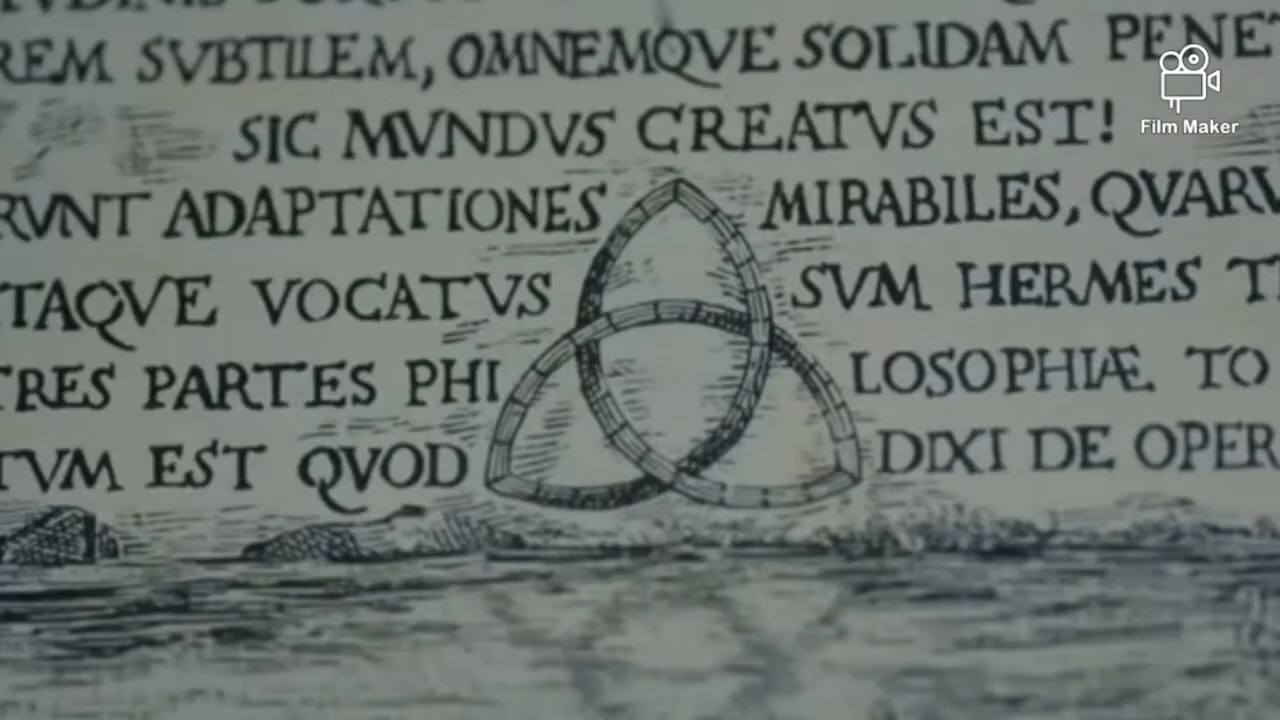 REM SVBTILEM, OMNEMQVE SOLIDAM PENET
SIC MVNDVS CREATVS EST!
RVNT ADAPTATIONES MIRABILES, QVARV
TAQVE VOCATVS SVM HERMES T
TRES PARTES PHI LOSOPHIÆ TO
TVM EST QVOD DIXI DE OPER
Film Maker